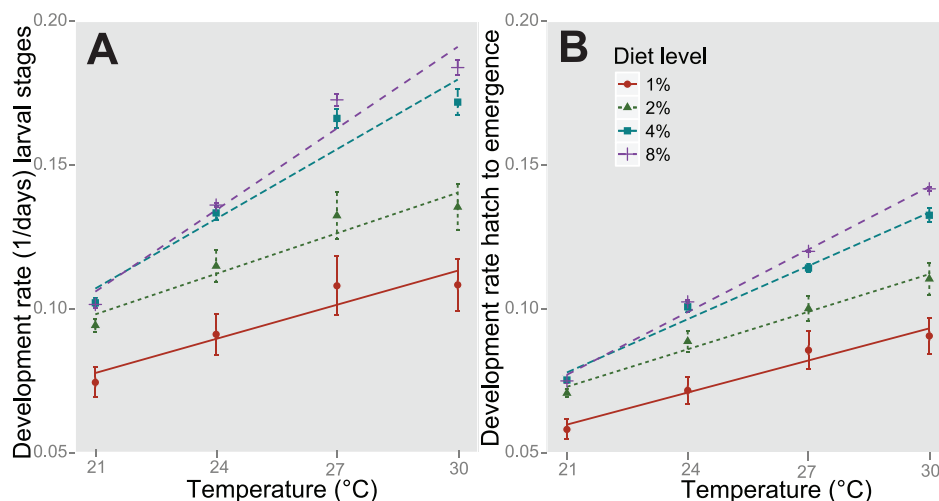 A
Development rate (1/days) larval stages
0.20
0.15
0.10
0.05
21
24
27
30
Temperature (°C)
B
Diet level
1%
2%
4%
8%
Development rate hatch to emergence
0.20
0.15
0.10
0.05
21
24
27
30
Temperature (°C)